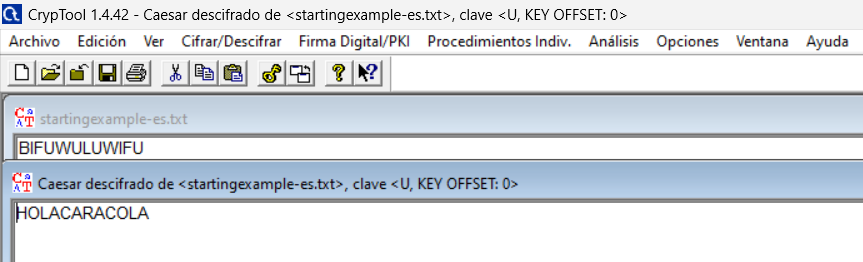 CrypTool 1.4.42 - Caesar descifrado de <startingexample-es.txt>, clave <U, KEY OFFSET: 0>
Archivo Edición Ver Cifrar/Descifrar Firma Digital/PKI Procedimientos Indiv. Análisis Opciones Ventana Ayuda
startingexample-es.txt
BIFUWULUWIFU
Caesar descifrado de <startingexample-es.txt>, clave <U, KEY OFFSET: 0>
HOLACARACOLA